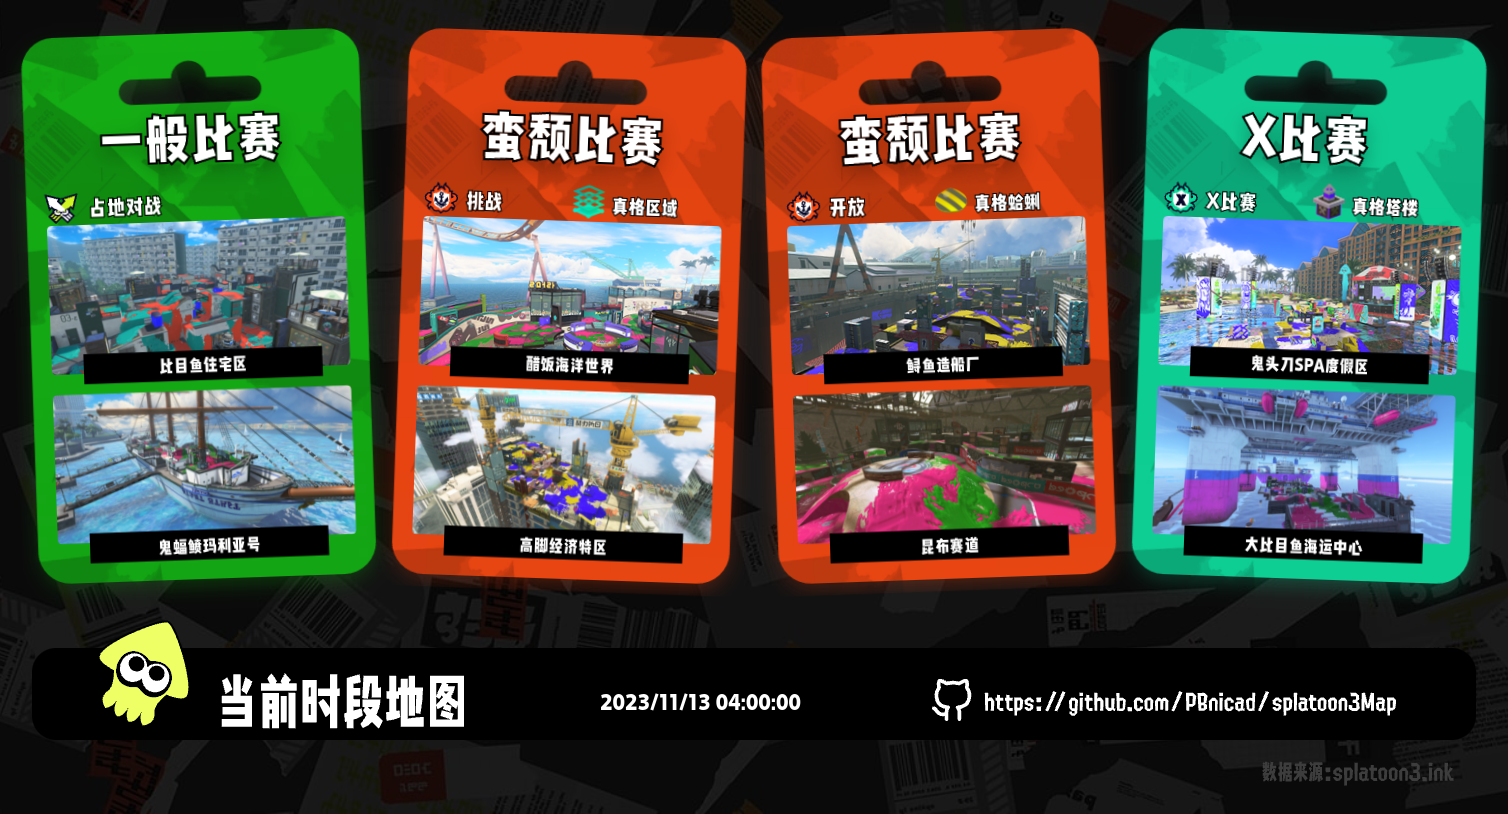 一般比赛
占地对战
比目鱼住宅区
鬼蝠鲼玛利亚号
蛮颓比赛
挑战
真格区域
醋饭海洋世界
高脚经济特区
蛮颓比赛
开放
真格蛤蜊
鲟鱼造船厂
昆布赛道
X比赛
X比赛
真格塔楼
鬼头刀SPA度假区
大比目鱼海运中心
当前时段地图
2023/11/13 04:00:00
https://github.com/PBnicad/splatoon3Map
数据来源:splatoon3.ink